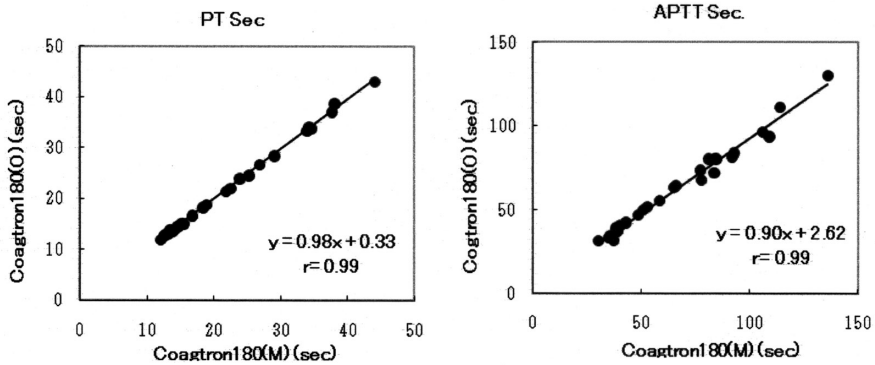 PT Sec
50
40
30
20
10
0
Coagtron180(O)(sec)
y=0.98x+0.33
r=0.99
0 10 20 30 40 50
Coagtron180(M)(sec)
APTT Sec.
150
100
50
0
Cogtron180(O)(sec)
y=0.90x+2.62
r=0.99
0 50 100 150
Coagtron180(M)(sec)